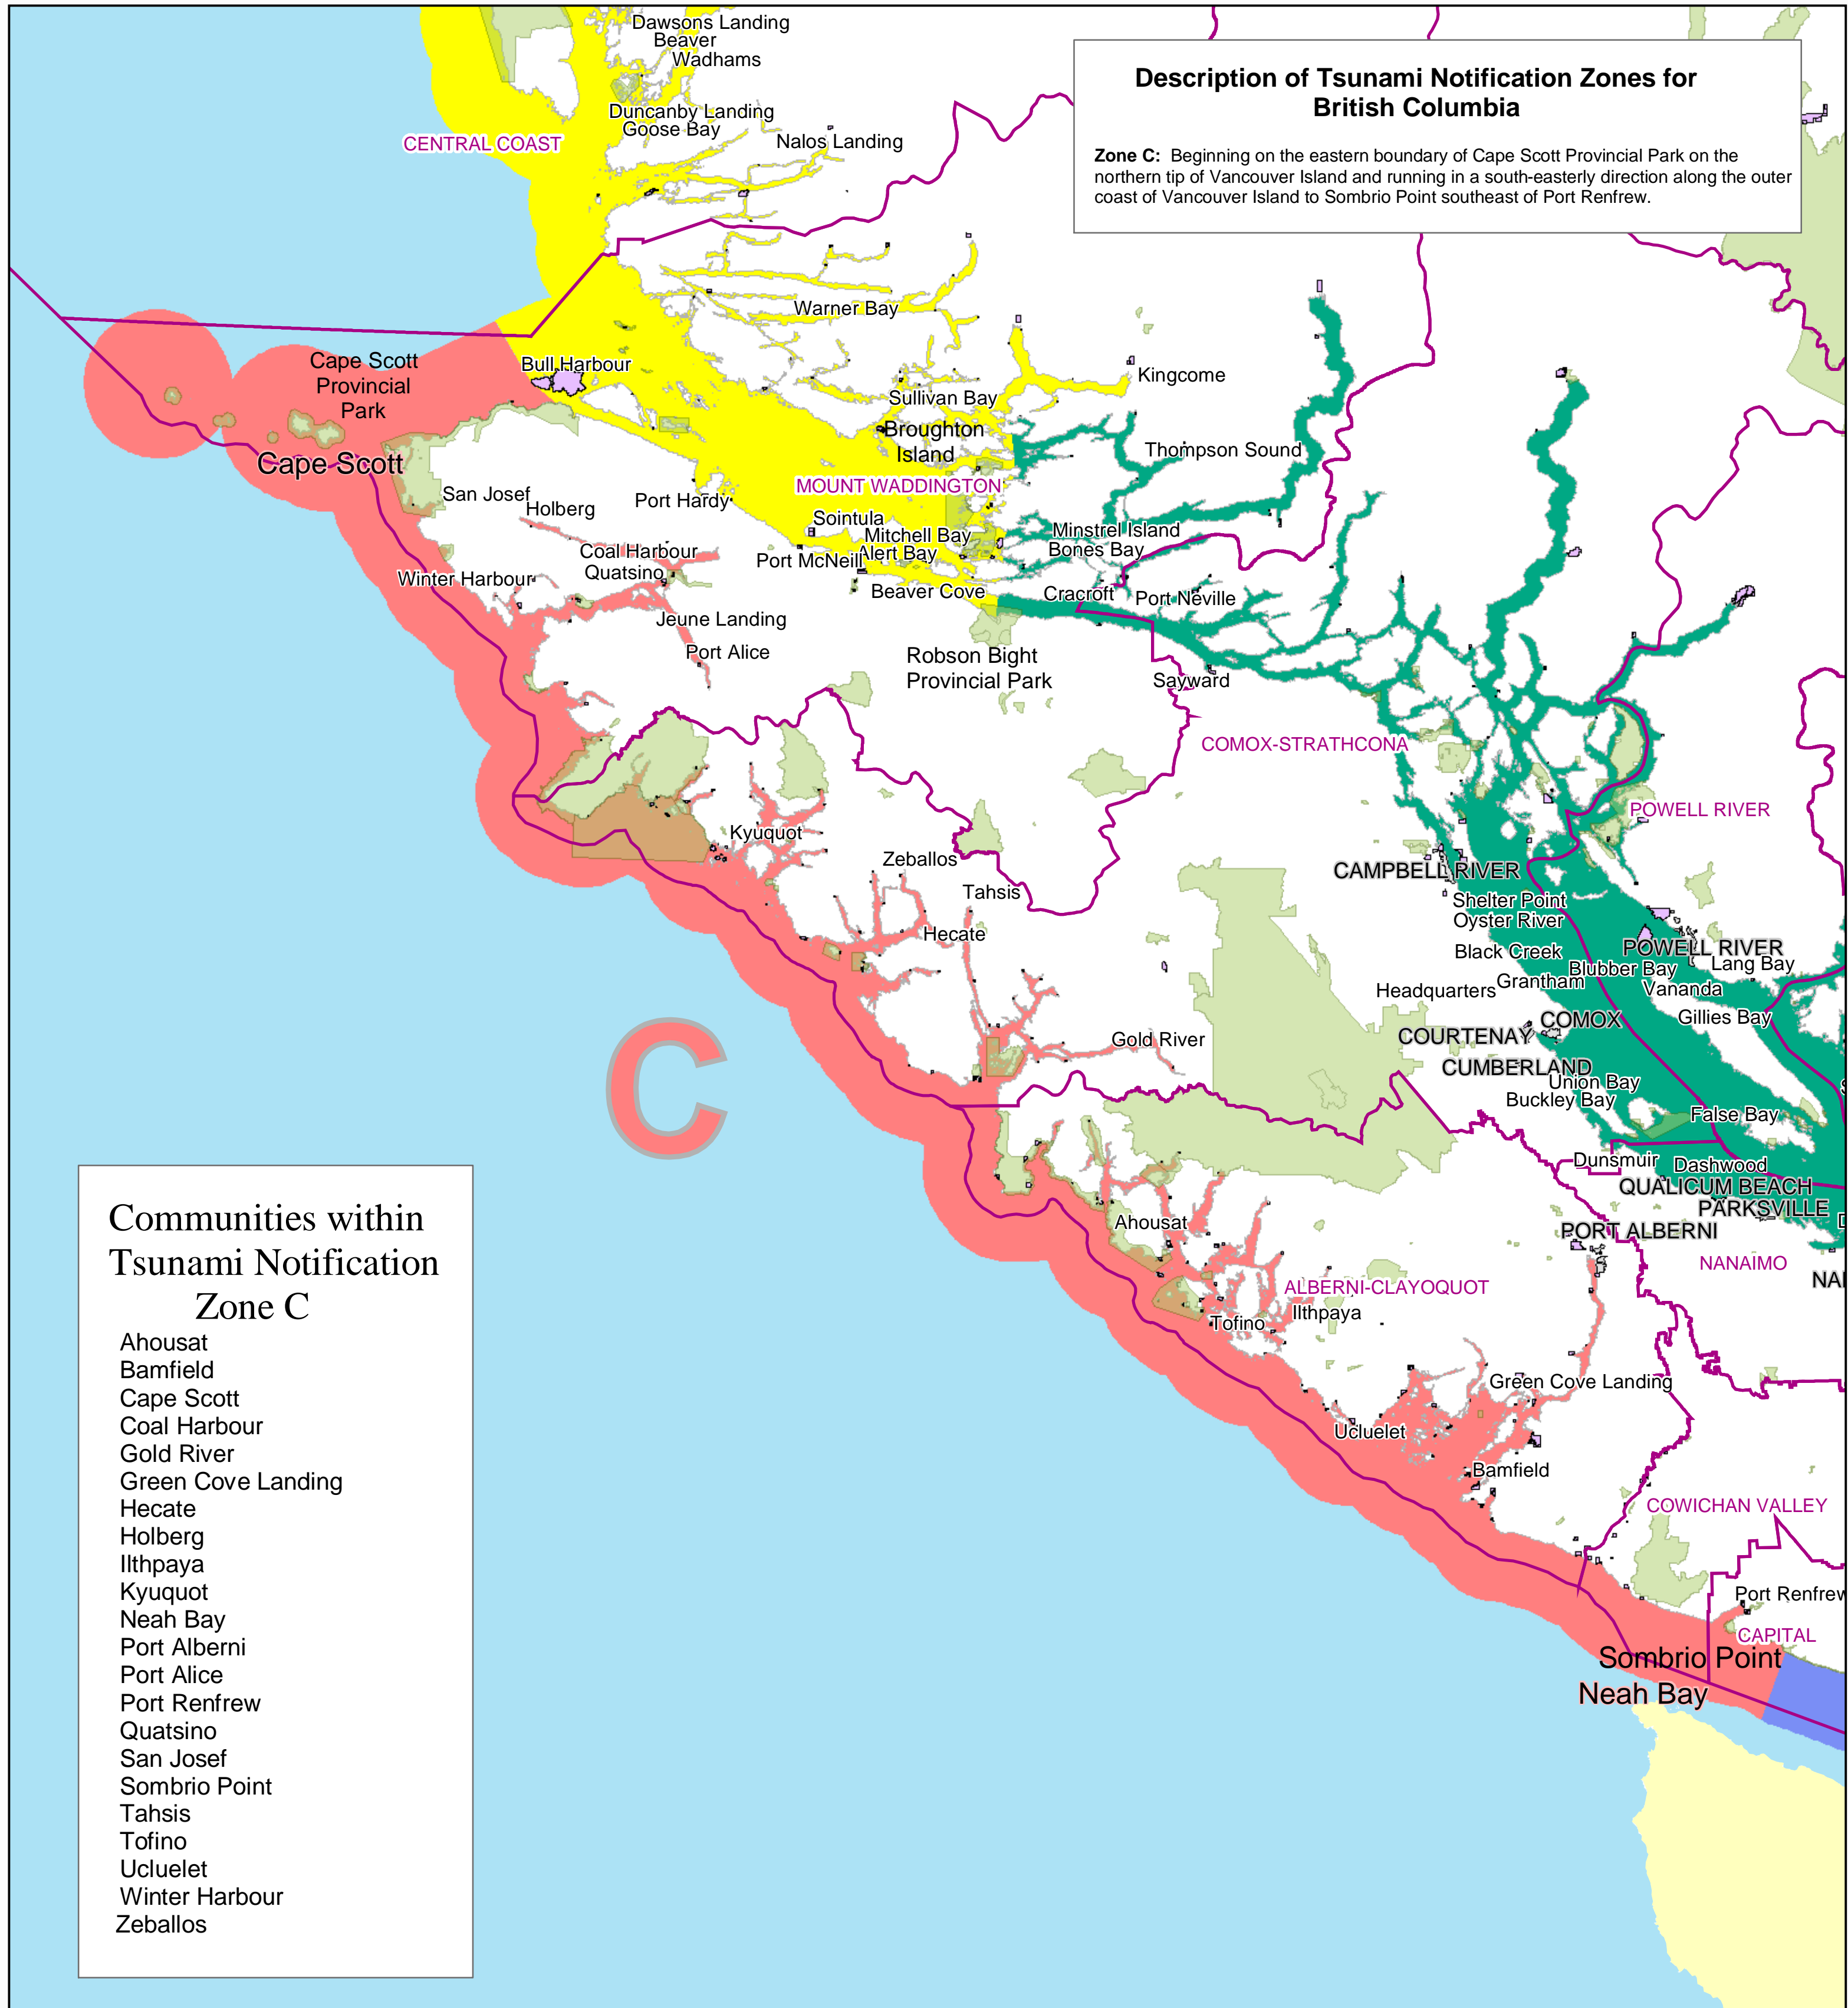 Dawsons Landing
Beaver
Wadhams
Description of Tsunami Notification Zones for
British Columbia
Zone C: Beginning on the eastern boundary of Cape Scott Provincial Park on the
northern tip of Vancouver Island and running in a south-easterly direction along the outer
coast of Vancouver Island to Sombrio Point southeast of Port Renfrew.
Duncanby Landing
Goose Bay
CENTRAL COAST
Nalos Landing
Warner Bay
Cape Scott
Provincial
Park
Bull Harbour
Kingcome
Sullivan Bay
Broughton
Island
Thompson Sound
Cape Scott
MOUNT WADDINGTON
San Josef
Holberg
Port Hardy
Sointula
Mitchell Bay
Minstrel Island
Coal Harbour
Alert Bay
Bones Bay
Port McNeill
Quatsino
Winter Harbour
Beaver Cove
Cracroft
Port Neville
Jeune Landing
Port Alice
Robson Bight
Provincial Park
Sayward
COMOX-STRATHCONA
POWELL RIVER
Kyuquot
Zeballos
CAMPBELL RIVER
Tahsis
Shelter Point
Oyster River
Hecate
Black Creek
POWELL RIVER
Lang Bay
Blubber Bay
Grantham
Vananda
Headquarters
Gillies Bay
COMOX
COURTENAY
Gold River
CUMBERLAND
Union Bay
Buckley Bay
False Bay
C
Dunsmuir
Dashwood
QUALICUM BEACH
PARKSVILLE
Ahousat
PORT ALBERNI
NANAIMO
NAI
ALBERNI-CLAYOQUOT
Ilthpaya
Tofino
Green Cove Landing
Ucluelet
Bamfield
COWICHAN VALLEY
Port Renfrew
CAPITAL
Sombrio Point
Neah Bay
Communities within
Tsunami Notification
Zone C
Ahousat
Bamfield
Cape Scott
Coal Harbour
Gold River
Green Cove Landing
Hecate
Holberg
Ilthpaya
Kyuquot
Neah Bay
Port Alberni
Port Alice
Port Renfrew
Quatsino
San Josef
Sombrio Point
Tahsis
Tofino
Ucluelet
Winter Harbour
Zeballos